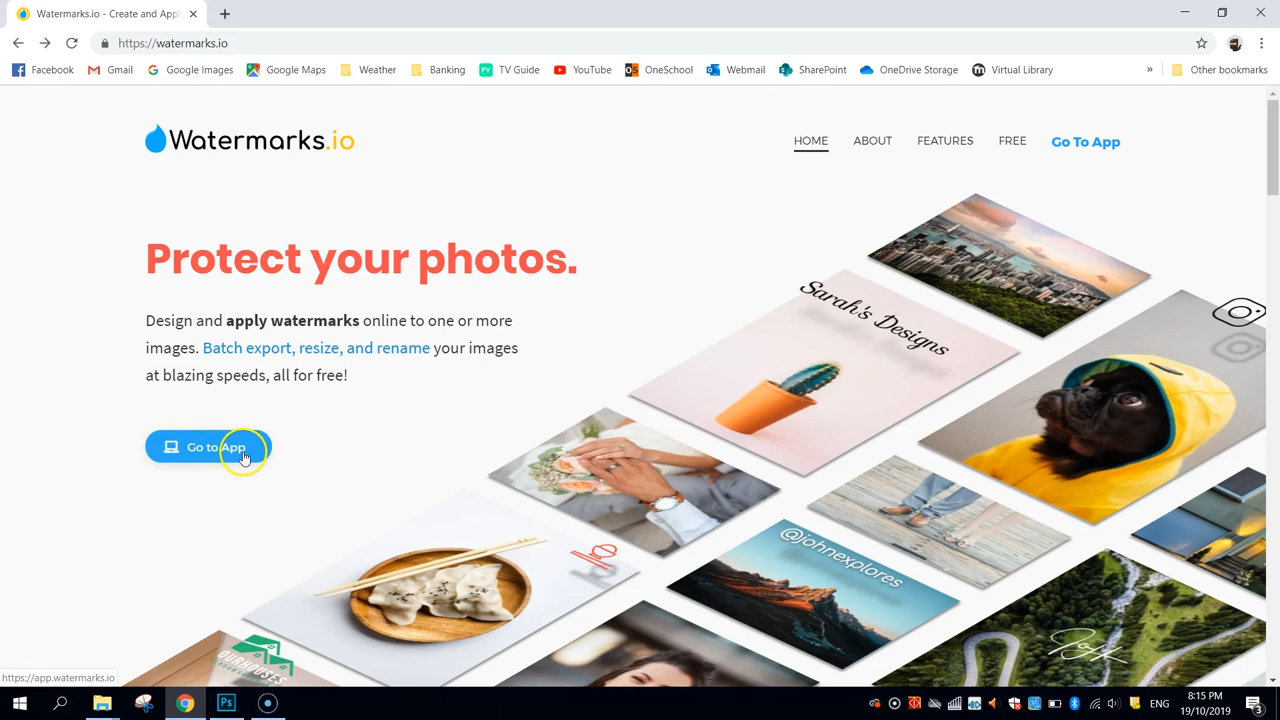 Watermarks.io - Create and Appl
https://watermarks.io
Facebook Gmail Google Images Google Maps Weather Banking TV Guide YouTube OneSchool Webmail SharePoint OneDrive Storage Virtual Library » Other bookmarks
Watermarks.io
HOME ABOUT FEATURES FREE Go To App
Protect your photos.
Design and apply watermarks online to one or more
images. Batch export, resize, and rename your images
at blazing speeds, all for free!
Go to App
Sarah's Designs
@johnexplores
OURHOUSES
https://app.watermarks.io
Ps
ENG
8:15 PM
19/10/2019
3